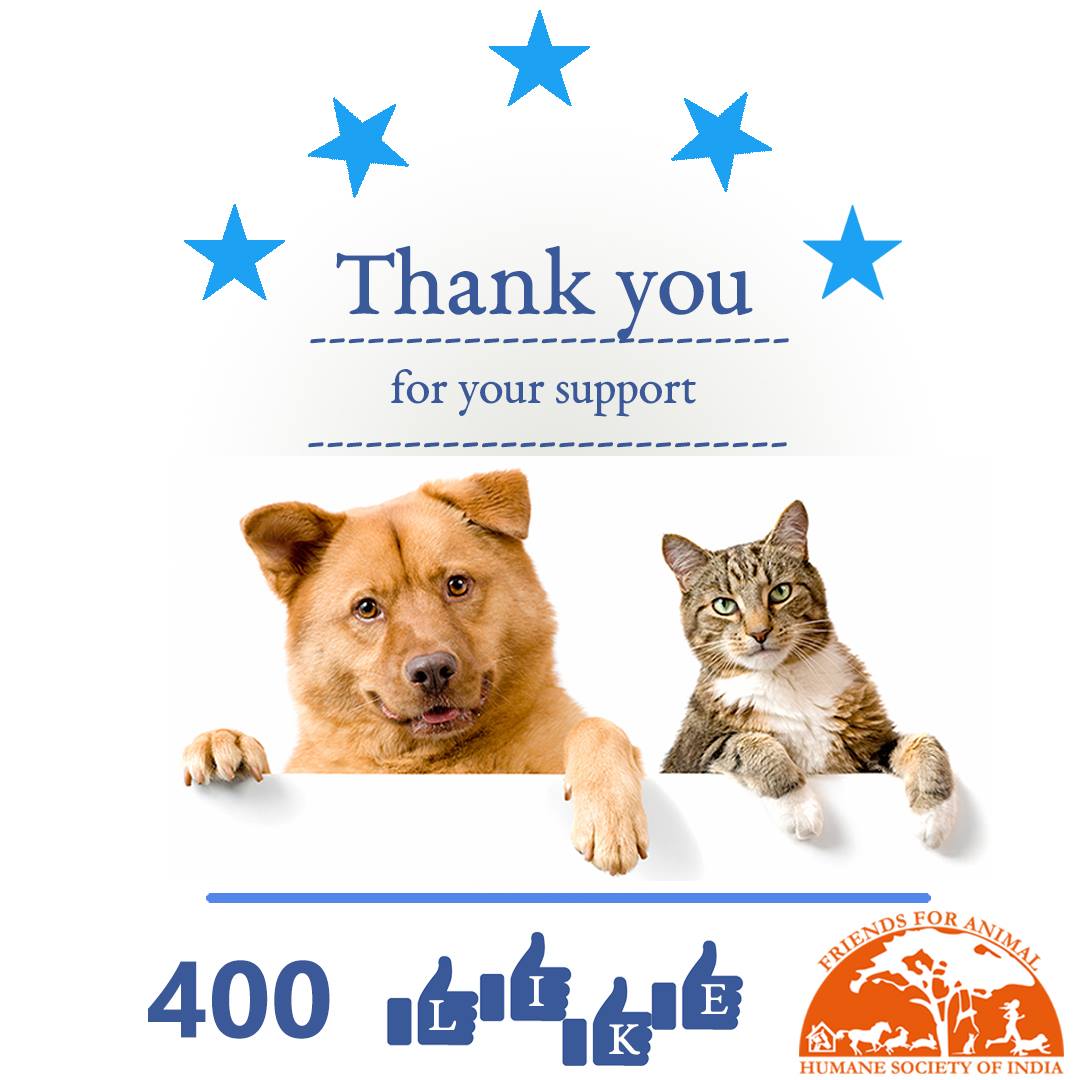 Thank you
for your support
400 LIKE
FRIENDS FOR ANIMAL
HUMANE SOCIETY OF INDIA